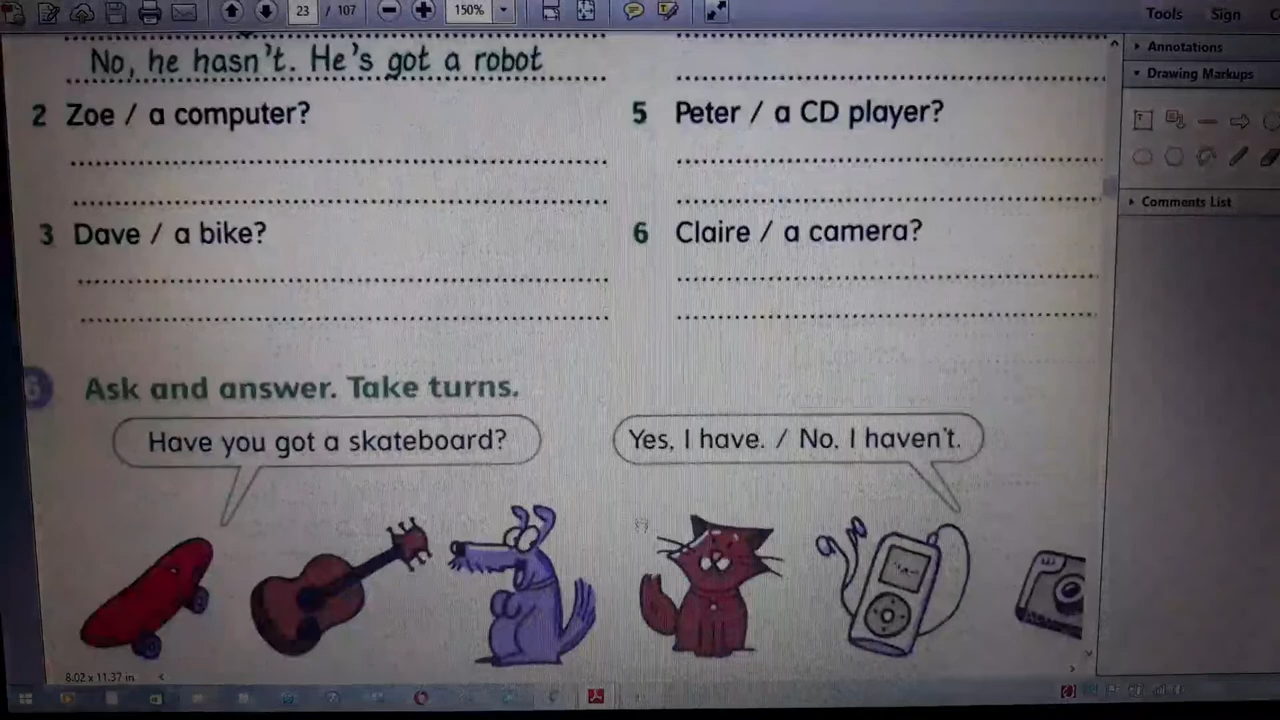 23 / 107
150%
Tools Sign
Annotations
Drawing Markups
Comments List
No, he hasn't. He's got a robot
2 Zoe / a computer?
3 Dave / a bike?
5 Peter / a CD player?
6 Claire / a camera?
6 Ask and answer. Take turns.
Have you got a skateboard?
Yes, I have. / No, I haven't.
8.02 x 11.37 in